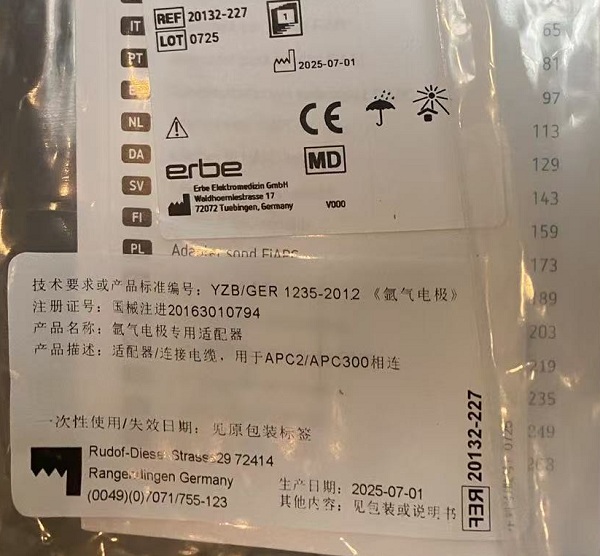 IT
REF 20132-227
1
65
LOT 0725
PT
2025-07-01
81
97
NL
CE
113
DA
MD
129
erbe
SV
Erbe Elektromedizin GmbH
Waldhoernlestrasse 17
72072 Tuebingen, Germany
V000
143
FI
159
PL
173
技术要求或产品标准编号：YZB/GER 1235-2012《氩气电极》
注册证号：国械注进20163010794
203
产品名称：氩气电极专用适配器
产品描述：适配器/连接电缆，用于APC2/APC300相连
219
235
一次性使用/失效日期：见原包装标签
249
268
29 72414
Germany
(0049)(0)7071/755-123
生产日期：2025-07-01
其他内容：见包装或说明书
REF 20132-227